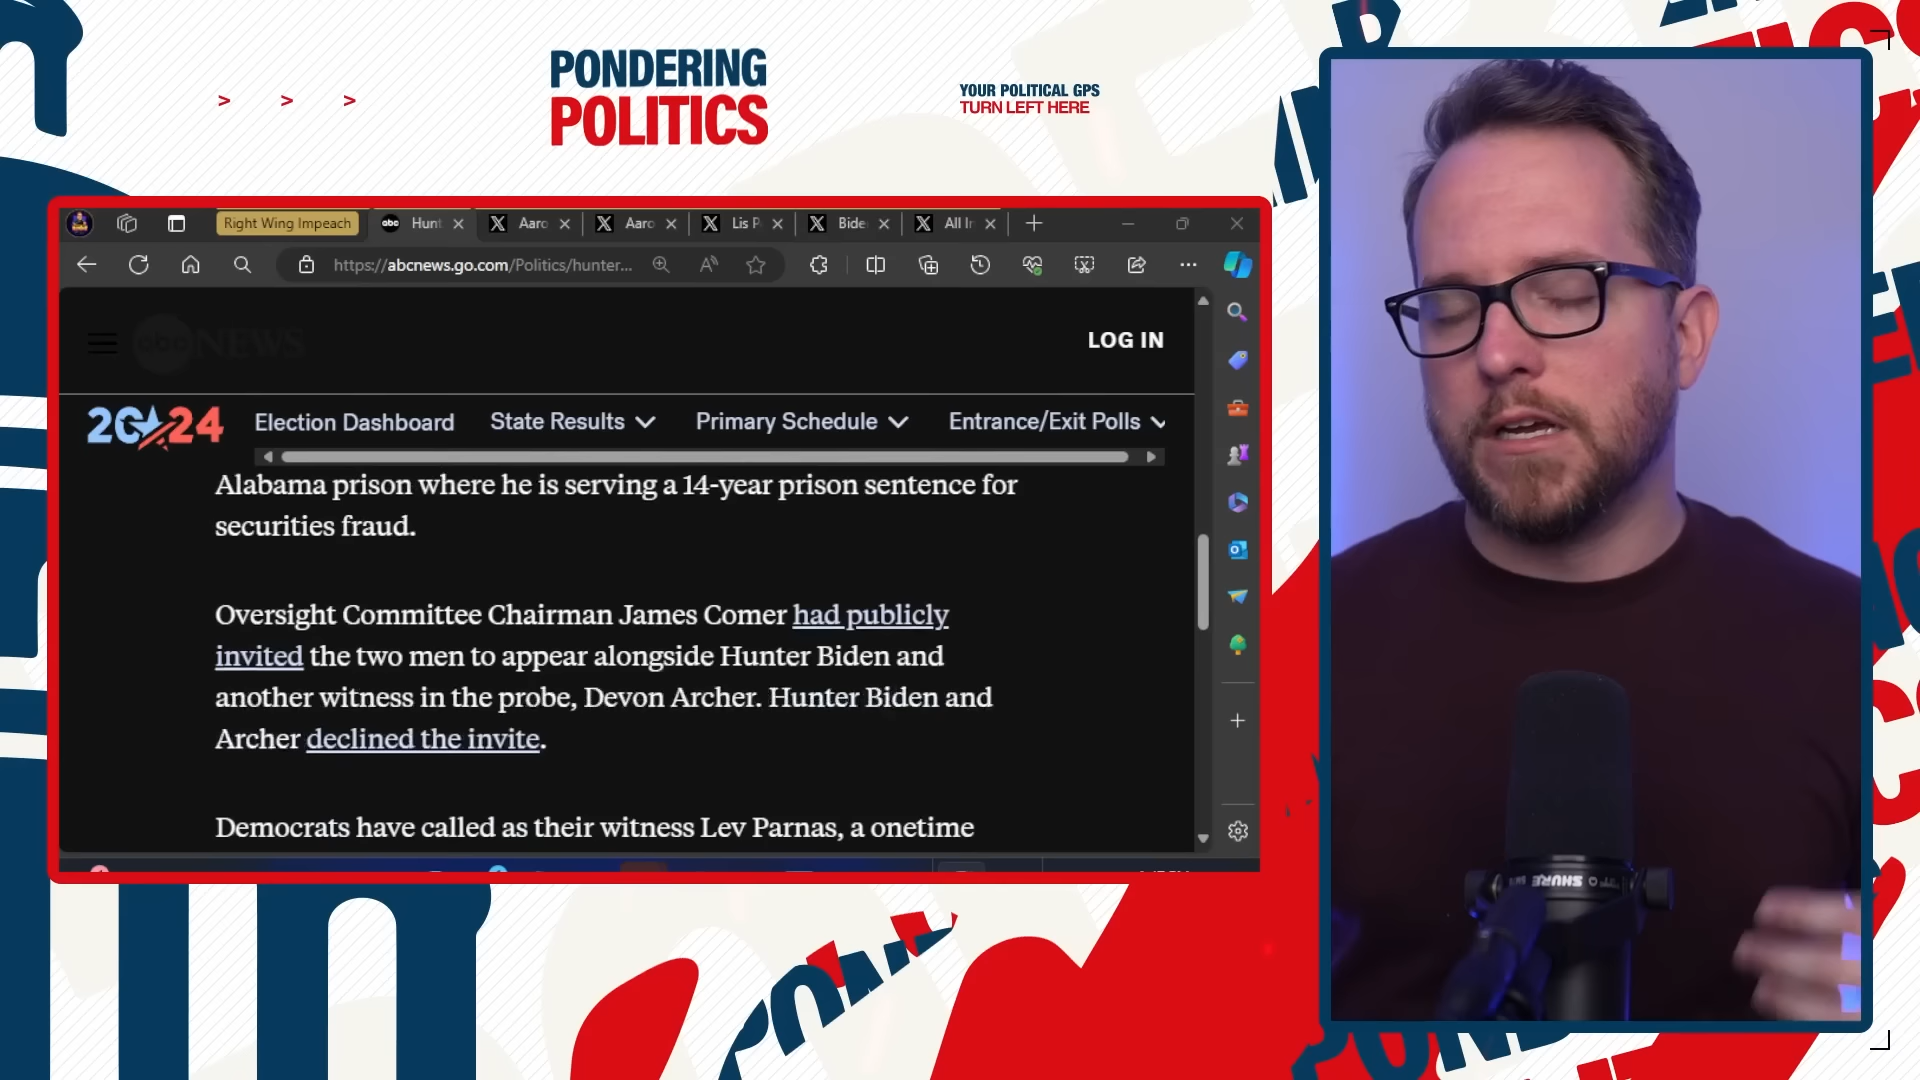 PONDERING
POLITICS
YOUR POLITICAL GPS
TURN LEFT HERE
> > >
Right Wing Impeach
abc Hunt
Aaro
Aaro
Lis P
Bide
All In
https://abcnews.go.com/Politics/hunter...
abc NEWS
LOG IN
2024
Election Dashboard
State Results
Primary Schedule
Entrance/Exit Polls
Alabama prison where he is serving a 14-year prison sentence for
securities fraud.
Oversight Committee Chairman James Comer had publicly
invited the two men to appear alongside Hunter Biden and
another witness in the probe, Devon Archer. Hunter Biden and
Archer declined the invite.
Democrats have called as their witness Lev Parnas, a onetime
SHURE